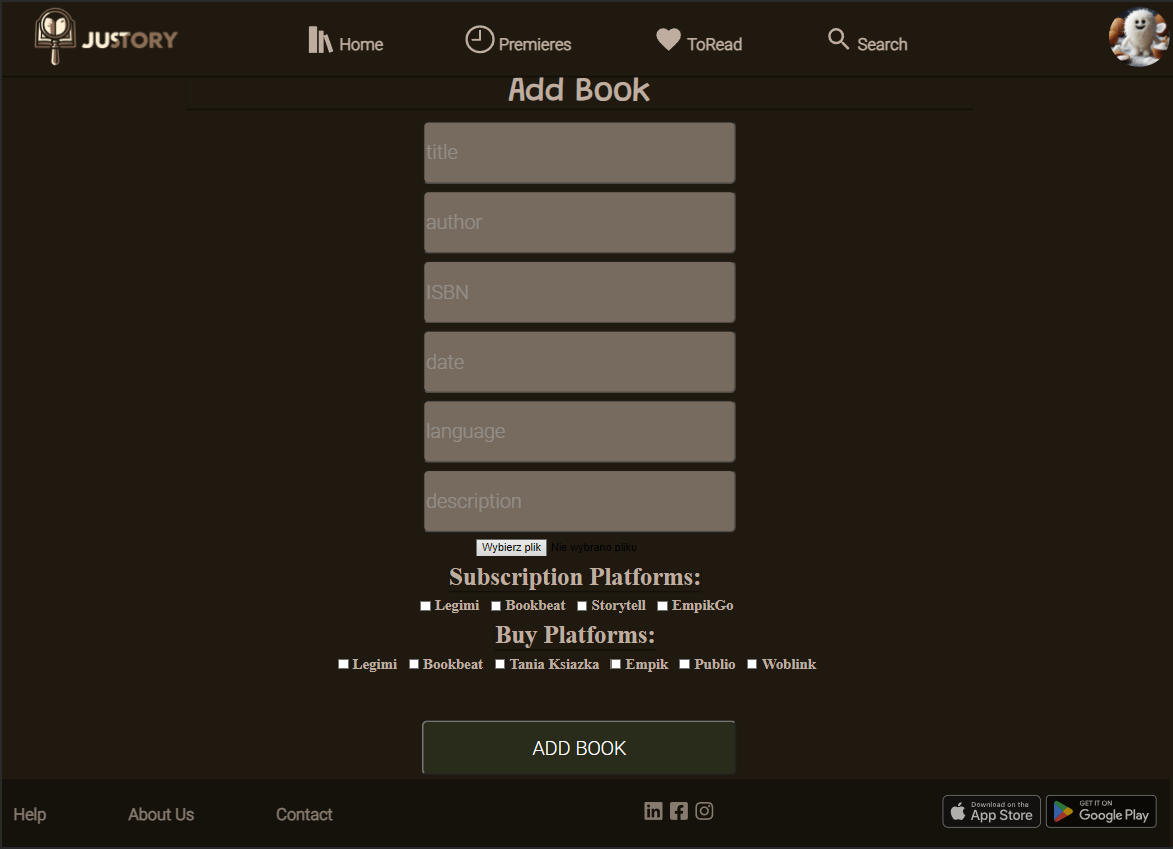 JUSTORY Home Premieres ToRead Search
Add Book
title
author
ISBN
date
language
description
Wybierz plik Nie wybrano pliku
Subscription Platforms:
Legimi Bookbeat Storytell EmpikGo
Buy Platforms:
Legimi Bookbeat Tania Ksiazka Empik Publio Woblink
ADD BOOK
Help About Us Contact
Download on the
App Store
GET IT ON
Google Play